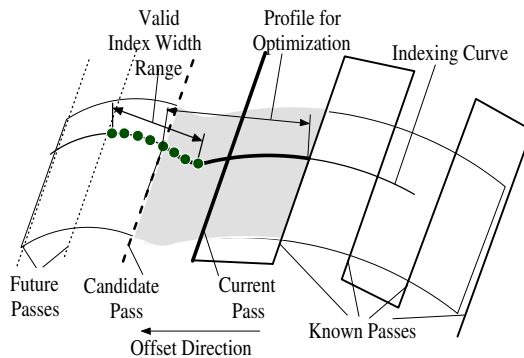 Valid
Index Width
Range
Profile for
Optimization
Indexing Curve
Future
Passes
Candidate
Pass
Current
Pass
Known Passes
Offset Direction